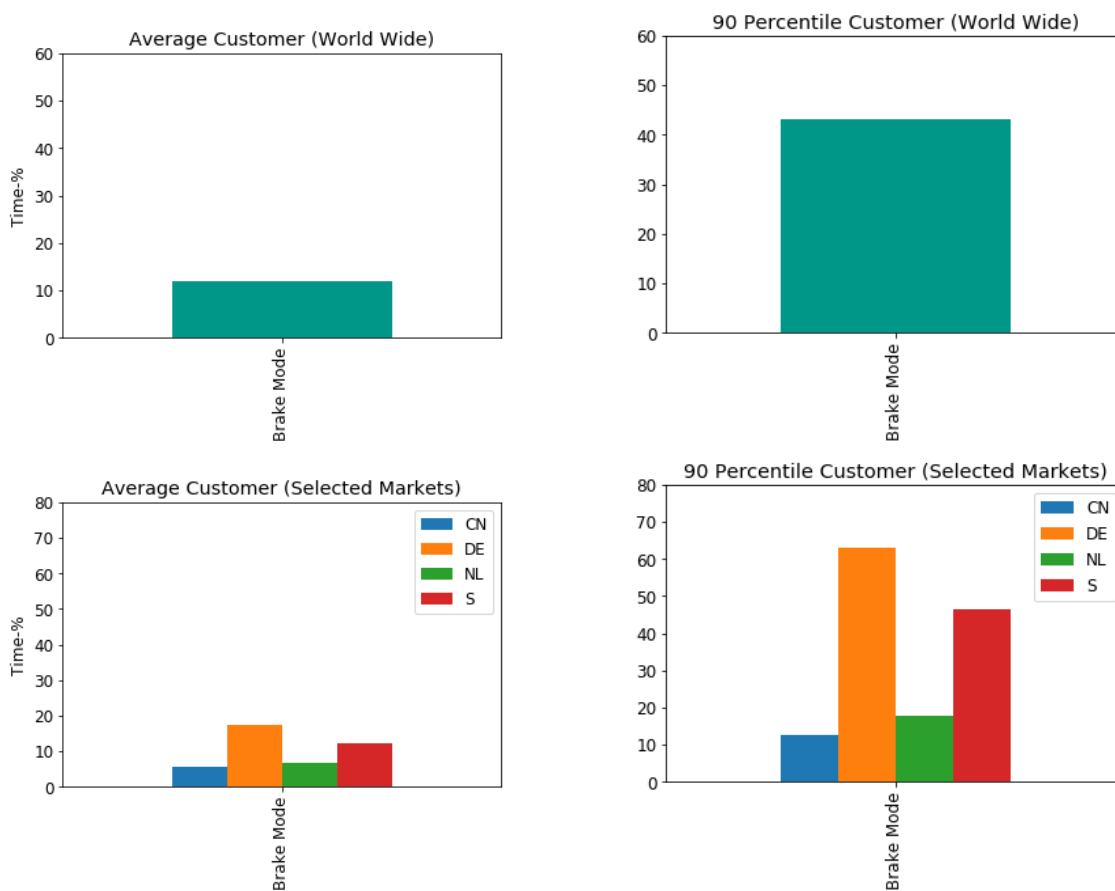 Average Customer (World Wide)
60
50
40
30
20
10
0
Time-%
Brake Mode
90 Percentile Customer (World Wide)
60
50
40
30
20
10
0
Brake Mode
Average Customer (Selected Markets)
80
70
60
50
40
30
20
10
0
Time-%
CN
DE
NL
S
Brake Mode
90 Percentile Customer (Selected Markets)
80
70
60
50
40
30
20
10
0
CN
DE
NL
S
Brake Mode